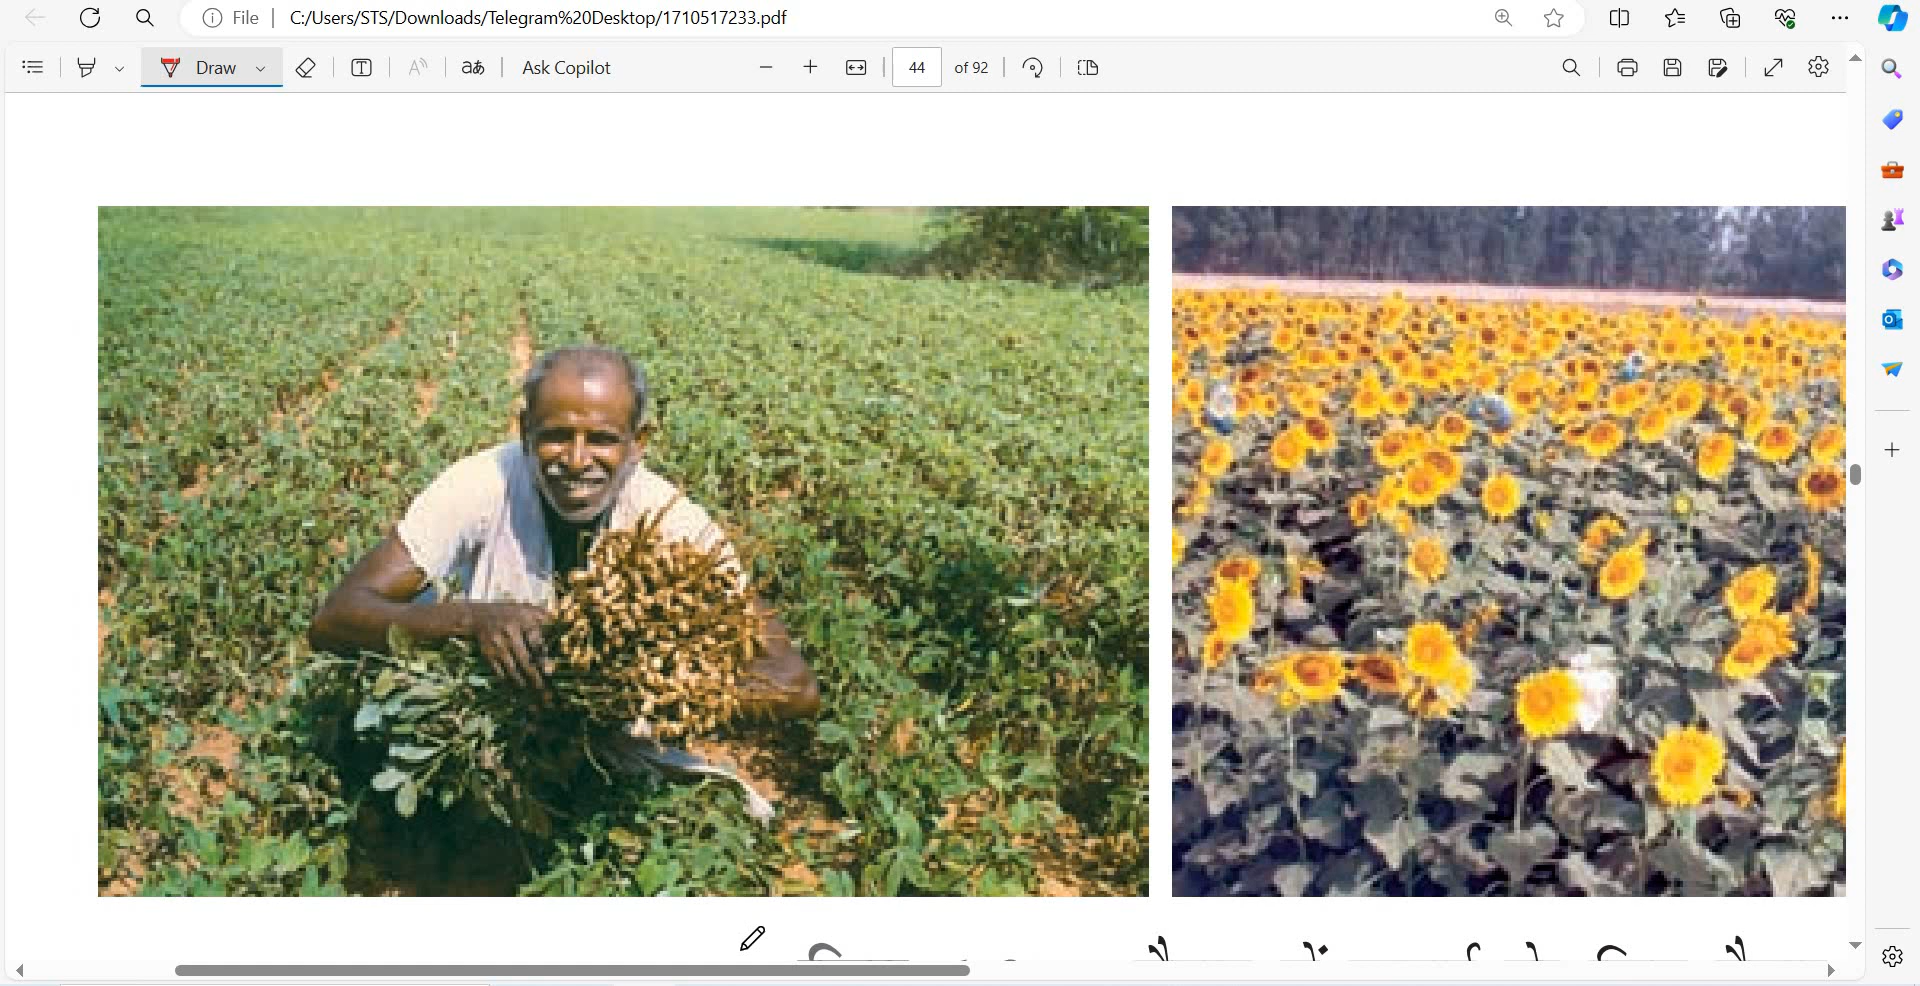 File C:/Users/STS/Downloads/Telegram%20Desktop/1710517233.pdf
Draw
Ask Copilot
44 of 92